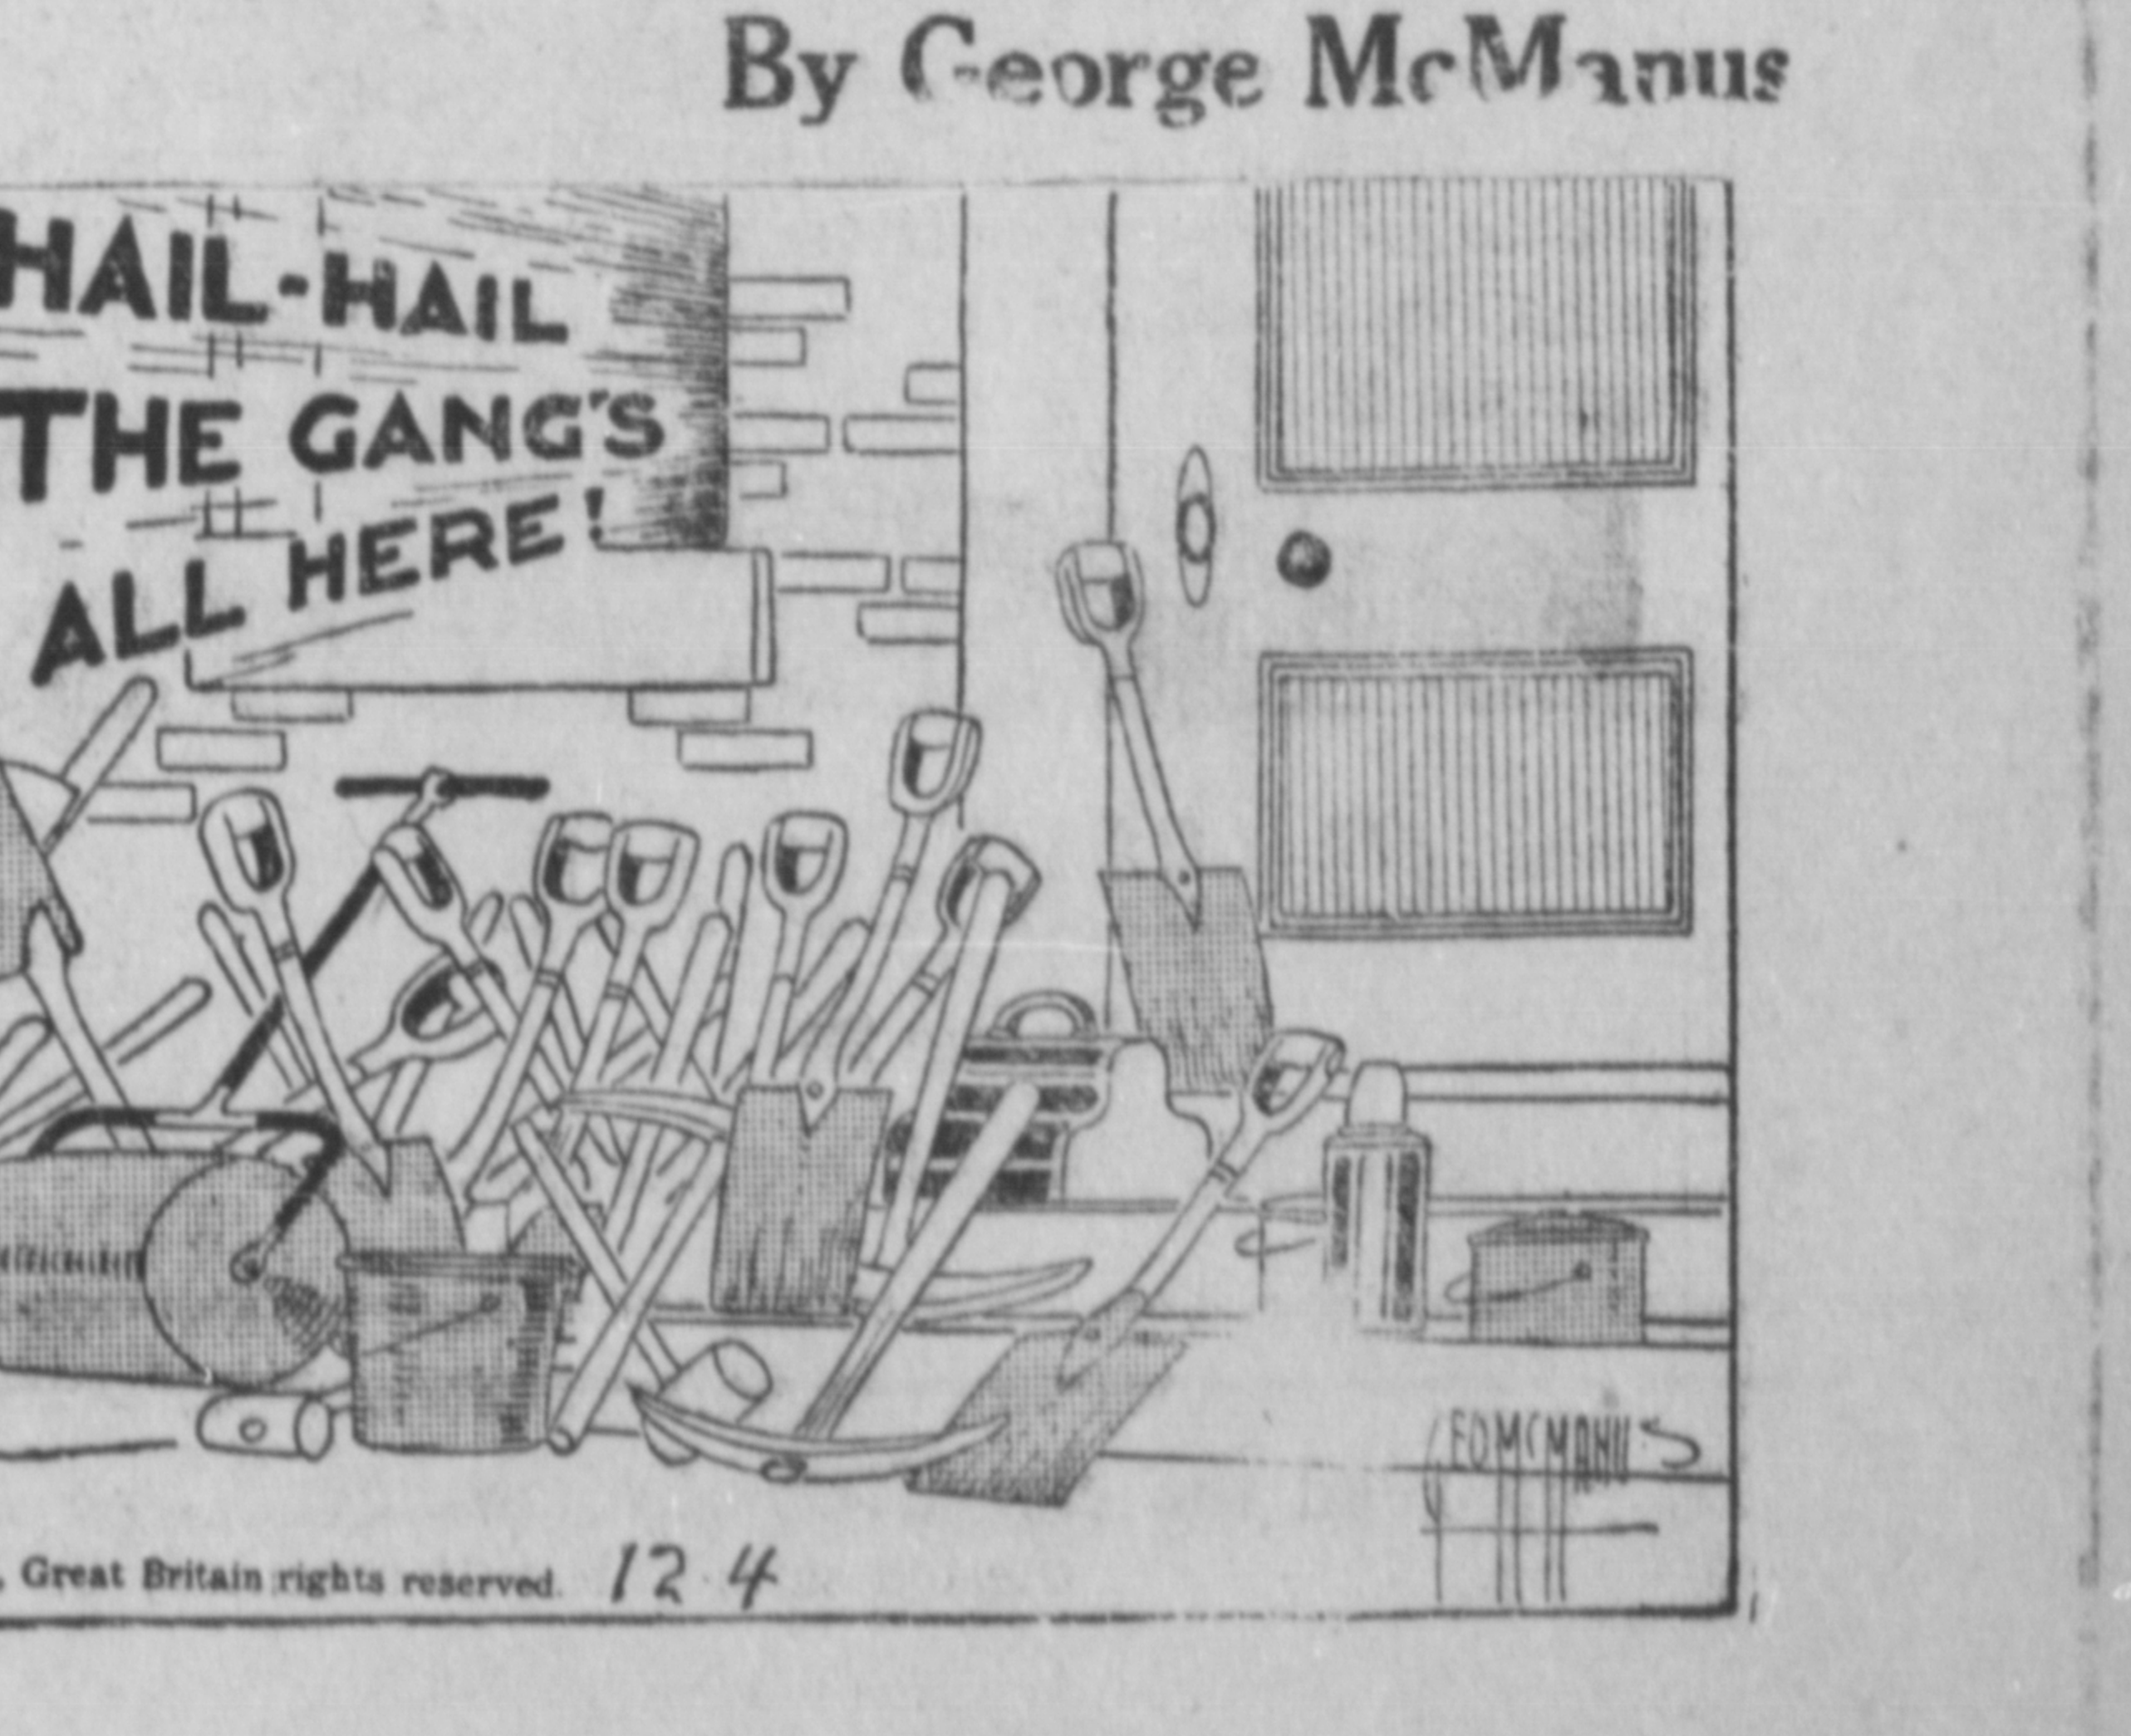 By George McManus
HAIL-HAIL
THE GANG'S
ALL HERE!
GEO McMANUS
, Great Britain rights reserved. 12 4